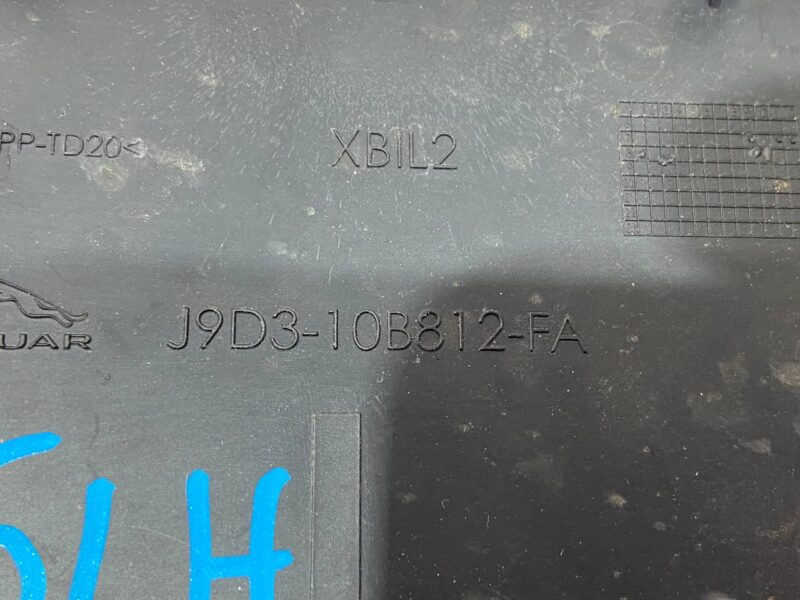 PP-TD20<
XBIL2
J9D3-10B812-FA
UAR
H